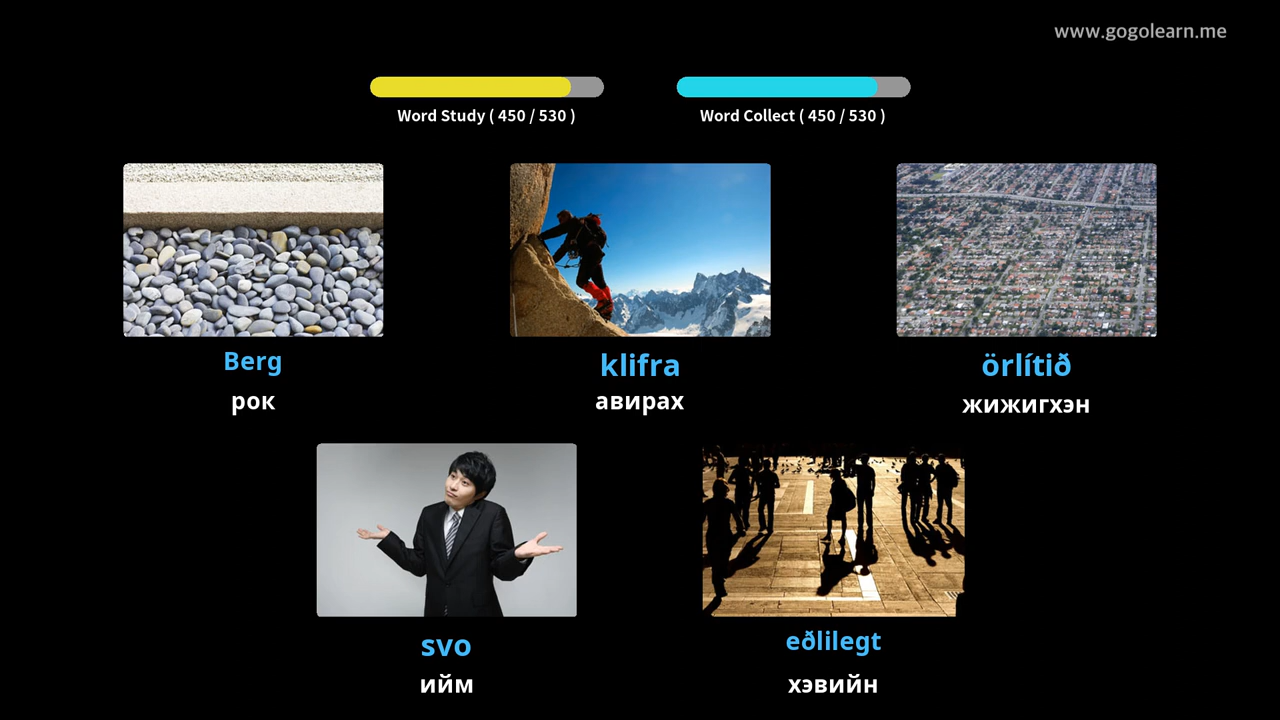 www.gogolearn.me
Word Study ( 450 / 530 )
Word Collect ( 450 / 530 )
Berg
рок
klifra
авирах
örlítið
жижигхэн
svo
ийм
eðlilegt
хэвийн